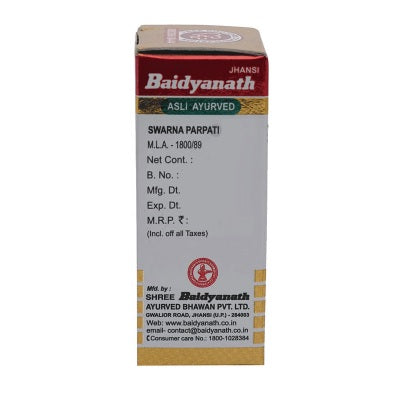 JHANSI
Baidyanath
ASLI AYURVED
SWARNA PARPATI
M.L.A. - 1800/89
Net Cont. :
B. No. :
Mfg. Dt.
Exp. Dt.
M.R.P. ₹:
(Incl. off all Taxes)
Mfd. by :
SHREE Baidyanath
AYURVED BHAWAN PVT. LTD.
GWALIOR ROAD, JHANSI (U.P.) - 284003
Web: www.baidyanath.co.in
email- contact@baidyanath.co.in
Consumer care No.: 1800-1028384